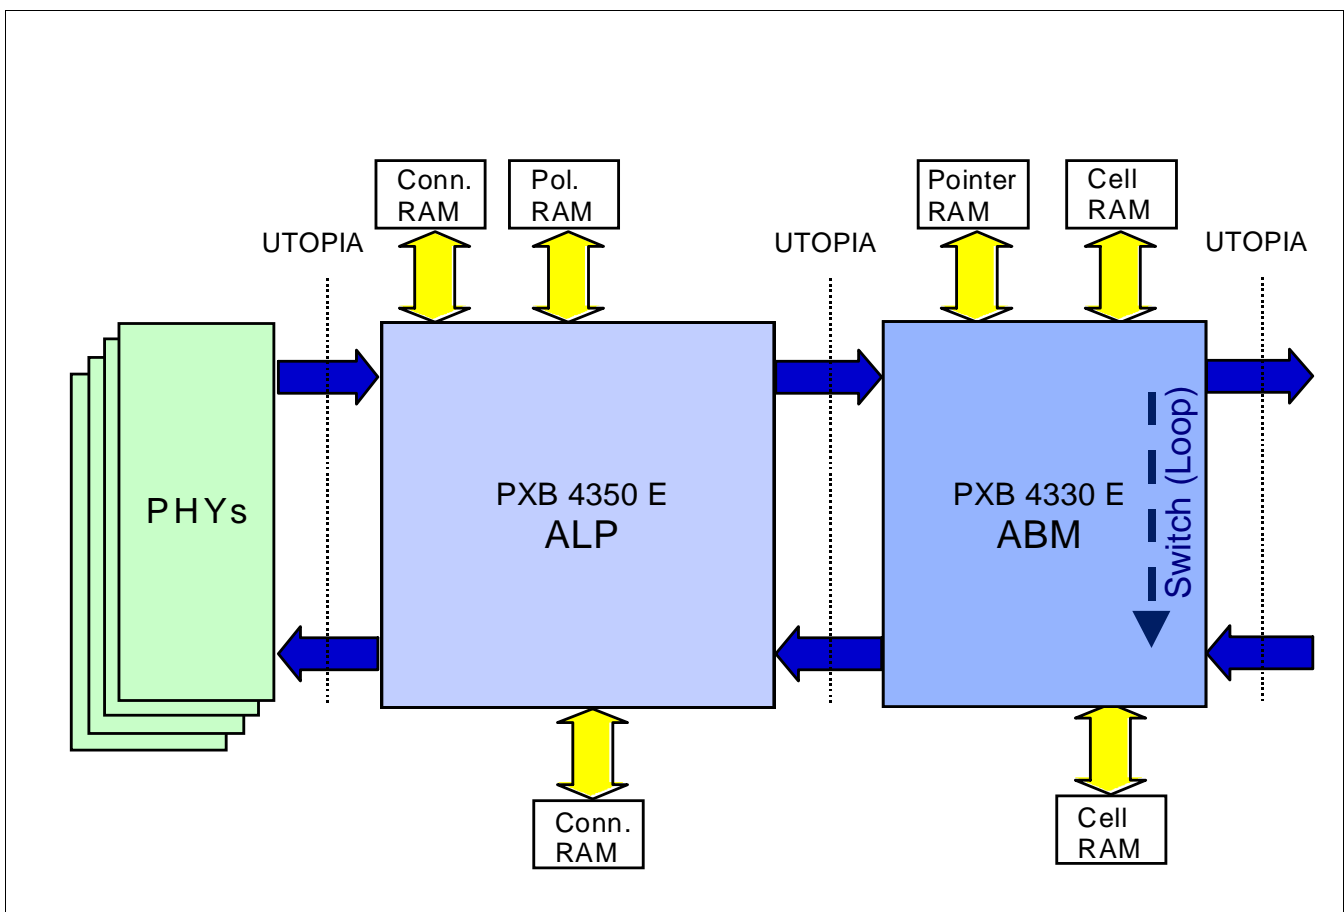 Conn.
RAM
Pol.
RAM
Pointer
RAM
Cell
RAM
UTOPIA
UTOPIA
UTOPIA
PHYs
PXB 4350 E
ALP
PXB 4330 E
ABM
Switch (Loop)
Conn.
RAM
Cell
RAM